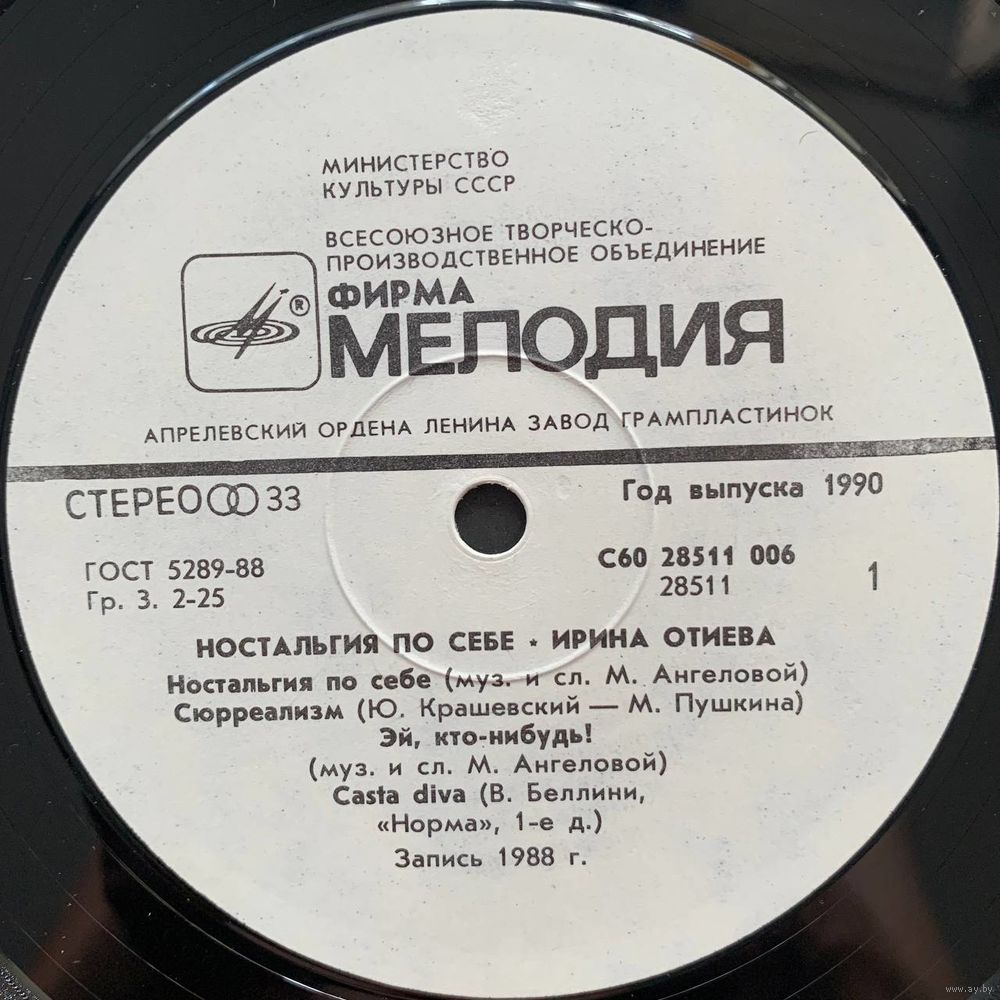 МИНИСТЕРСТВО
КУЛЬТУРЫ СССР
ВСЕСОЮЗНОЕ ТВОРЧЕСКО-
ПРОИЗВОДСТВЕННОЕ ОБЪЕДИНЕНИЕ
ФИРМА
®
МЕЛОДИЯ
АПРЕЛЕВСКИЙ ОРДЕНА ЛЕНИНА ЗАВОД ГРАМПЛАСТИНОК
СТЕРЕО 33
Год выпуска 1990
ГОСТ 5289-88
Гр. 3. 2-25
С60 28511 006
28511
1
НОСТАЛЬГИЯ ПО СЕБЕ • ИРИНА ОТИЕВА
Ностальгия по себе (муз. и сл. М. Ангеловой)
Сюрреализм (Ю. Крашевский — М. Пушкина)
Эй, кто-нибудь!
(муз. и сл. М. Ангеловой)
Casta diva (В. Беллини,
«Норма», 1-е д.)
Запись 1988 г.
www.ay.by